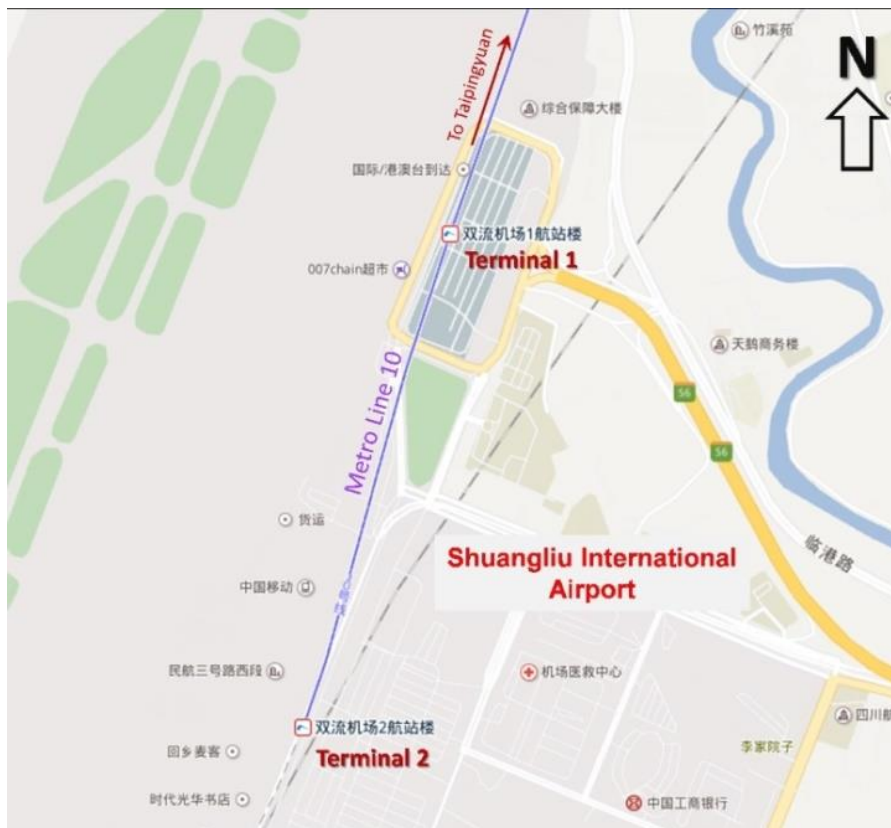 竹溪苑
N
To Taipingyuan
综合保障大楼
国际/港澳台到达
双流机场1航站楼
Terminal 1
007chain超市
天鹅商务楼
S6
S6
Metro Line 10
货运
临港路
Shuangliu International
Airport
中国移动
民航三号路西段
机场医救中心
四川航
双流机场2航站楼
李家院子
回乡麦客
Terminal 2
时代光华书店
中国工商银行